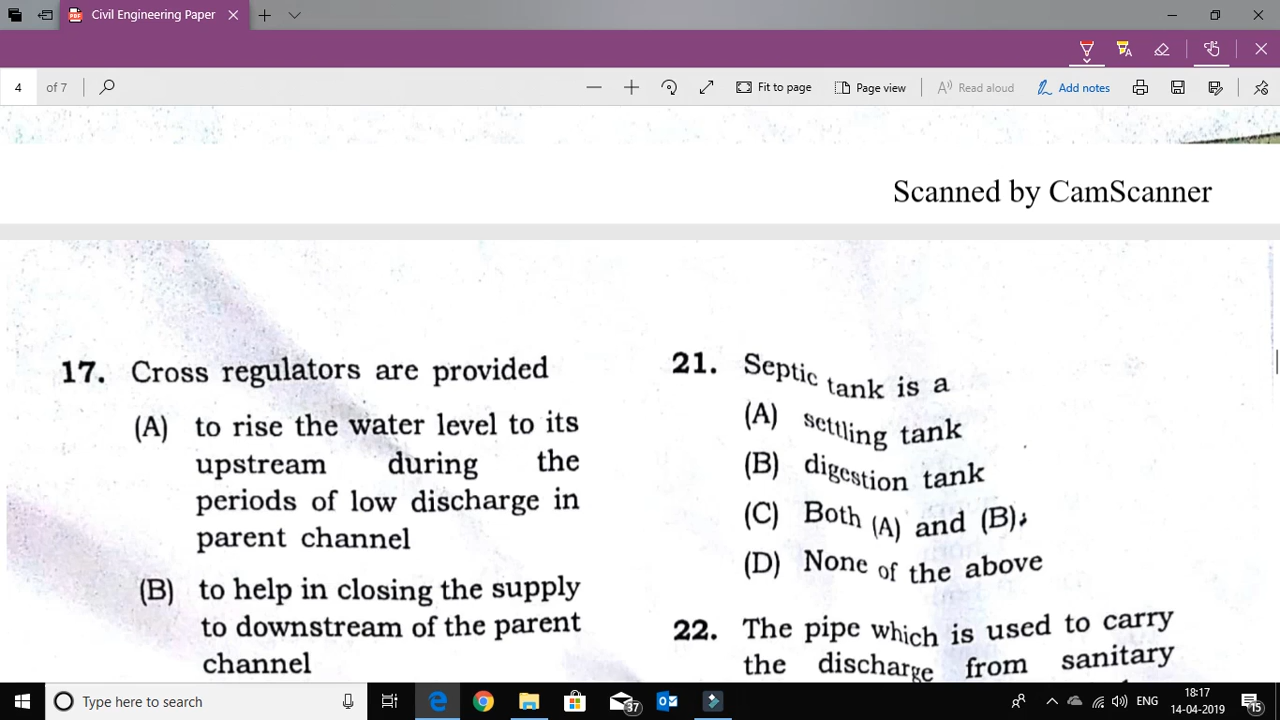 Civil Engineering Paper
4 of 7
Fit to page
Page view
Read aloud
Add notes
Scanned by CamScanner
17. Cross regulators are provided
(A) to rise the water level to its
upstream during the
periods of low discharge in
parent channel
(B) to help in closing the supply
to downstream of the parent
channel
21. Septic tank is a
(A) settling tank
(B) digestion tank
(C) Both (A) and (B);
(D) None of the above
22. The pipe which is used to carry
the discharge from sanitary
Type here to search
37
ENG
18:17
14-04-2019
15